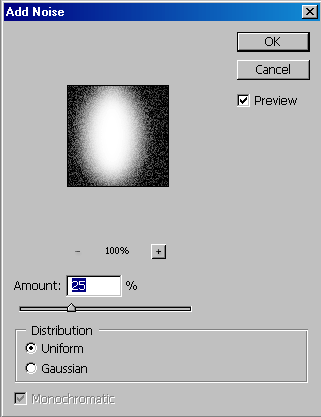 Add Noise
OK
Cancel
Preview
- 100% +
Amount: 25 %
Distribution
Uniform
Gaussian
Monochromatic